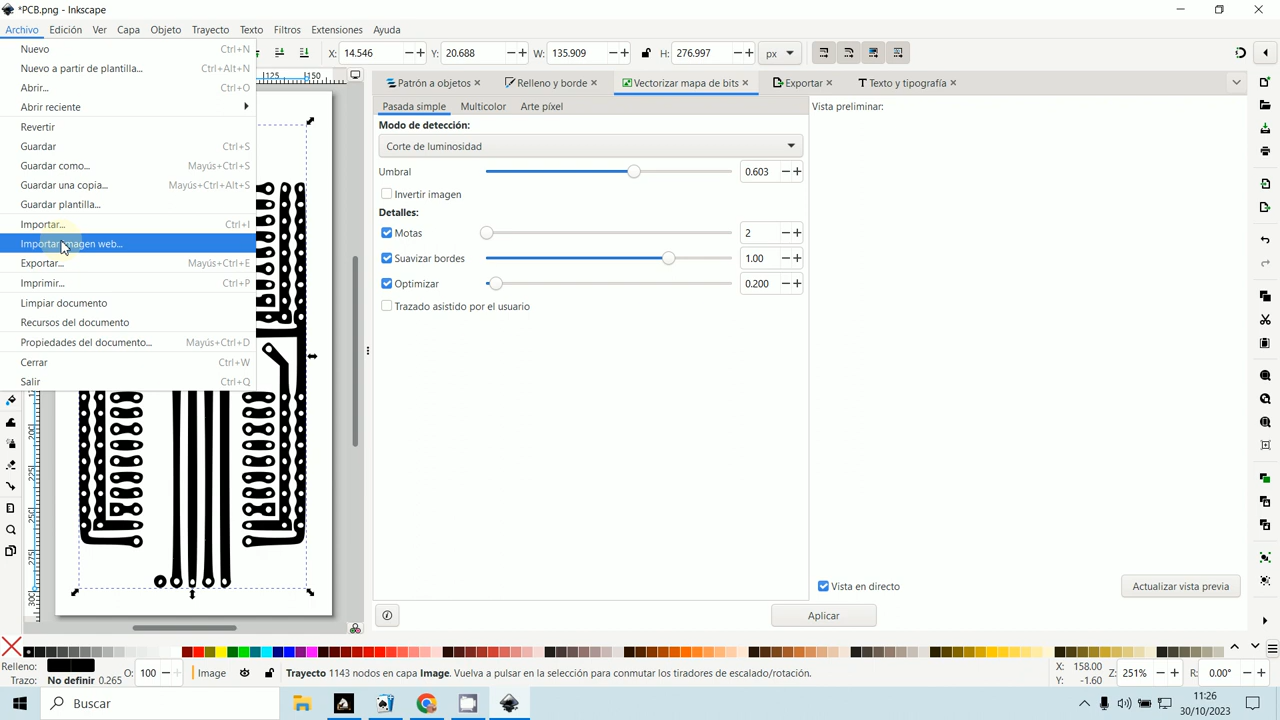 *PCB.png - Inkscape
Archivo Edición Ver Capa Objeto Trayecto Texto Filtros Extensiones Ayuda
X: 14.546 Y: 20.688 W: 135.909 H: 276.997 px
Nuevo Ctrl+N
Nuevo a partir de plantilla... Ctrl+Alt+N
Abrir... Ctrl+O
Abrir reciente
Revertir
Guardar Ctrl+S
Guardar como... Mayús+Ctrl+S
Guardar una copia... Mayús+Ctrl+Alt+S
Guardar plantilla...
Importar... Ctrl+I
Importar imagen web...
Exportar... Mayús+Ctrl+E
Imprimir... Ctrl+P
Limpiar documento
Recursos del documento
Propiedades del documento... Mayús+Ctrl+D
Cerrar Ctrl+W
Salir Ctrl+Q
125 150
200
225
250
275
300
Patrón a objetos Relleno y borde Vectorizar mapa de bits Exportar Texto y tipografía
Pasada simple Multicolor Arte píxel
Vista preliminar:
Modo de detección:
Corte de luminosidad
Umbral 0.603
Invertir imagen
Detalles:
Motas 2
Suavizar bordes 1.00
Optimizar 0.200
Trazado asistido por el usuario
Vista en directo Actualizar vista previa
Aplicar
Relleno:
Trazo: No definir 0.265
O: 100
Image
Trayecto 1143 nodos en capa Image. Vuelva a pulsar en la selección para conmutar los tiradores de escalado/rotación.
X: 158.00
Y: -1.60
Z: 251% R: 0.00°
Buscar
11:26
30/10/2023